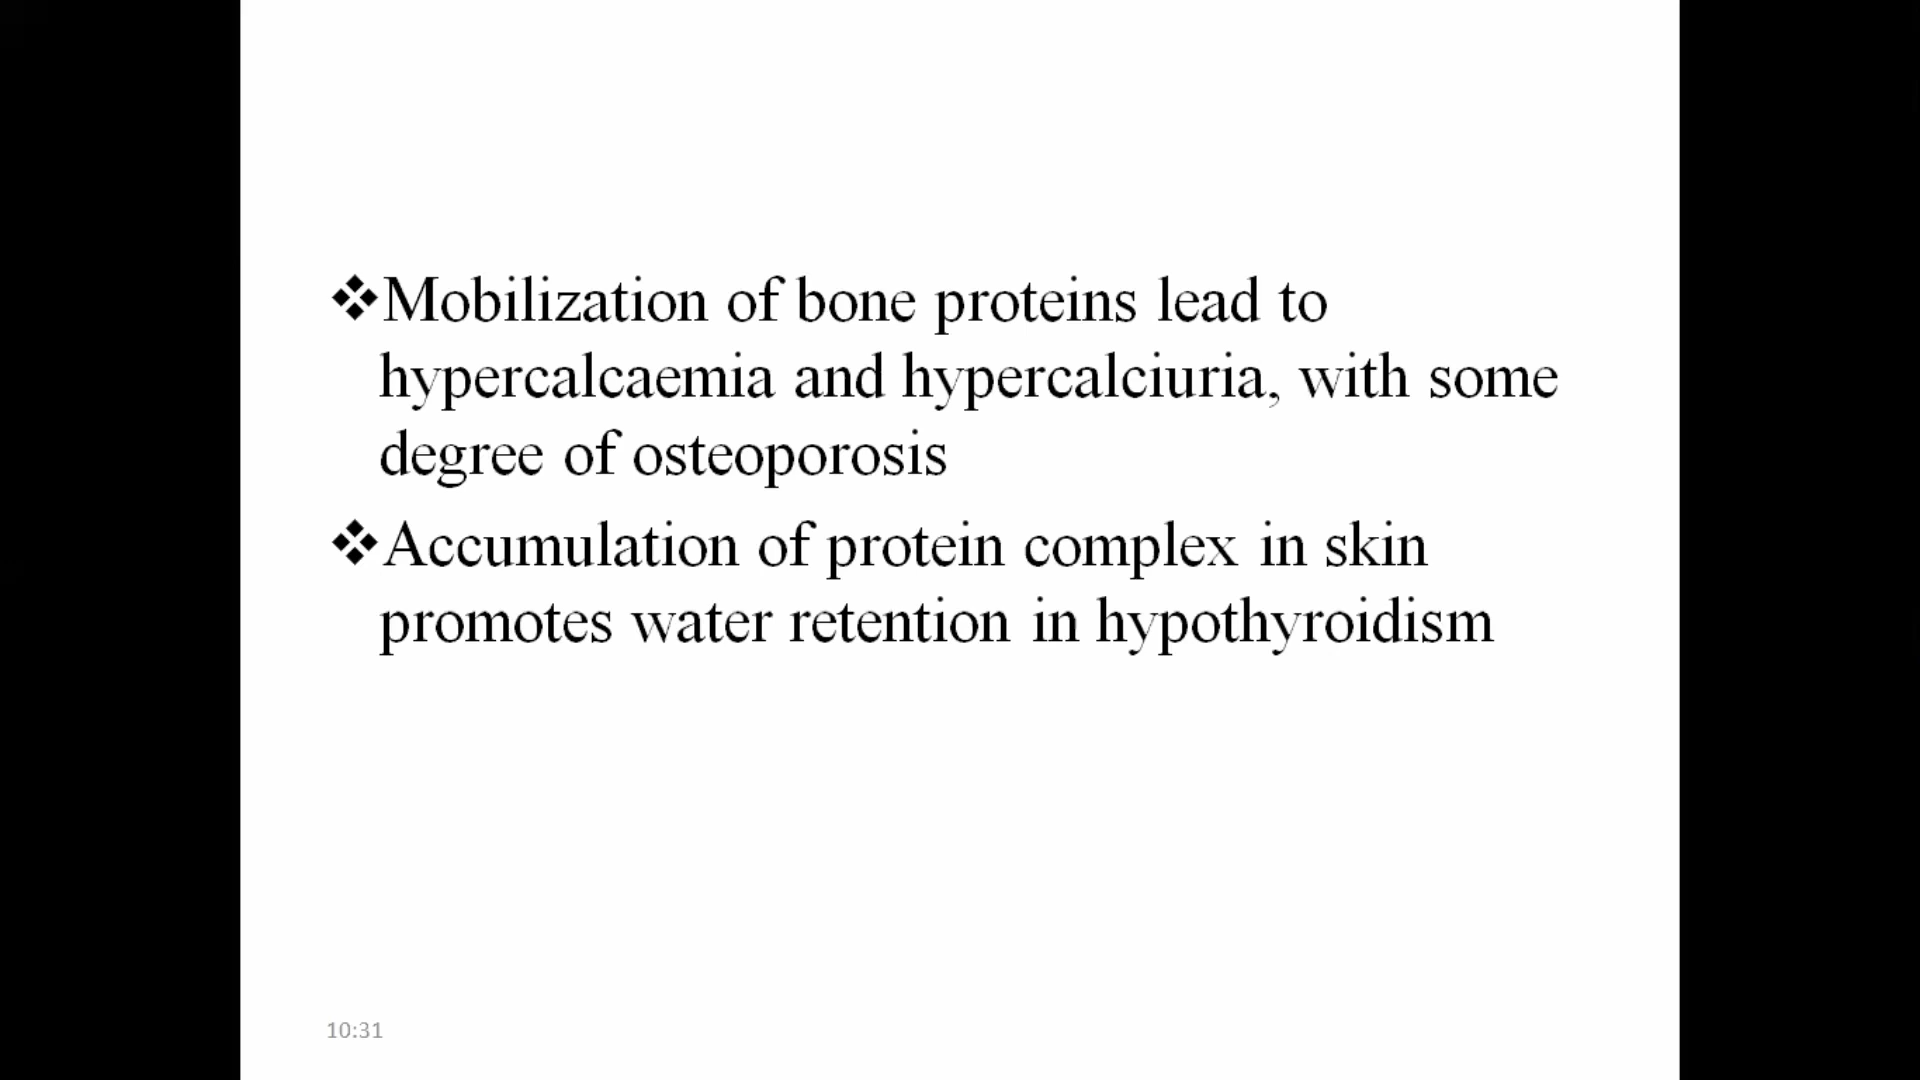 ❖Mobilization of bone proteins lead to
hypercalcaemia and hypercalciuria, with some
degree of osteoporosis
❖Accumulation of protein complex in skin
promotes water retention in hypothyroidism
10:31